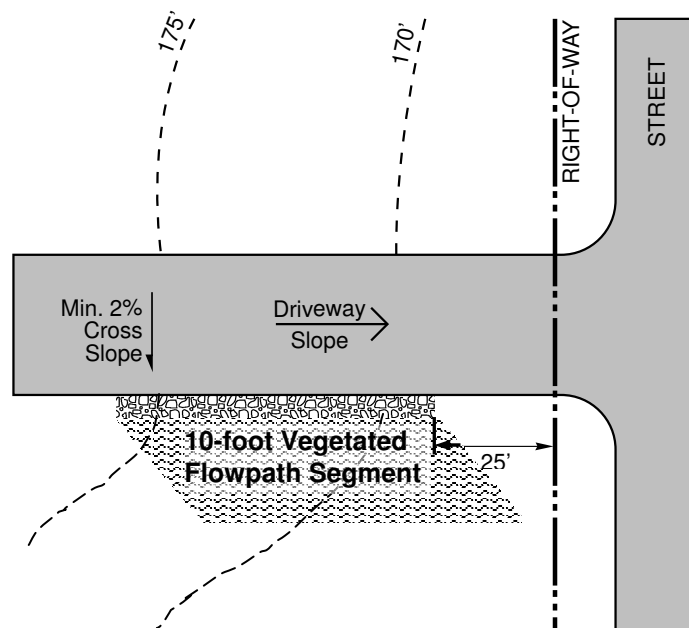 175’
170’
RIGHT-OF-WAY
STREET
Min. 2%
Cross
Slope
Driveway
Slope
10-foot Vegetated
Flowpath Segment
25’